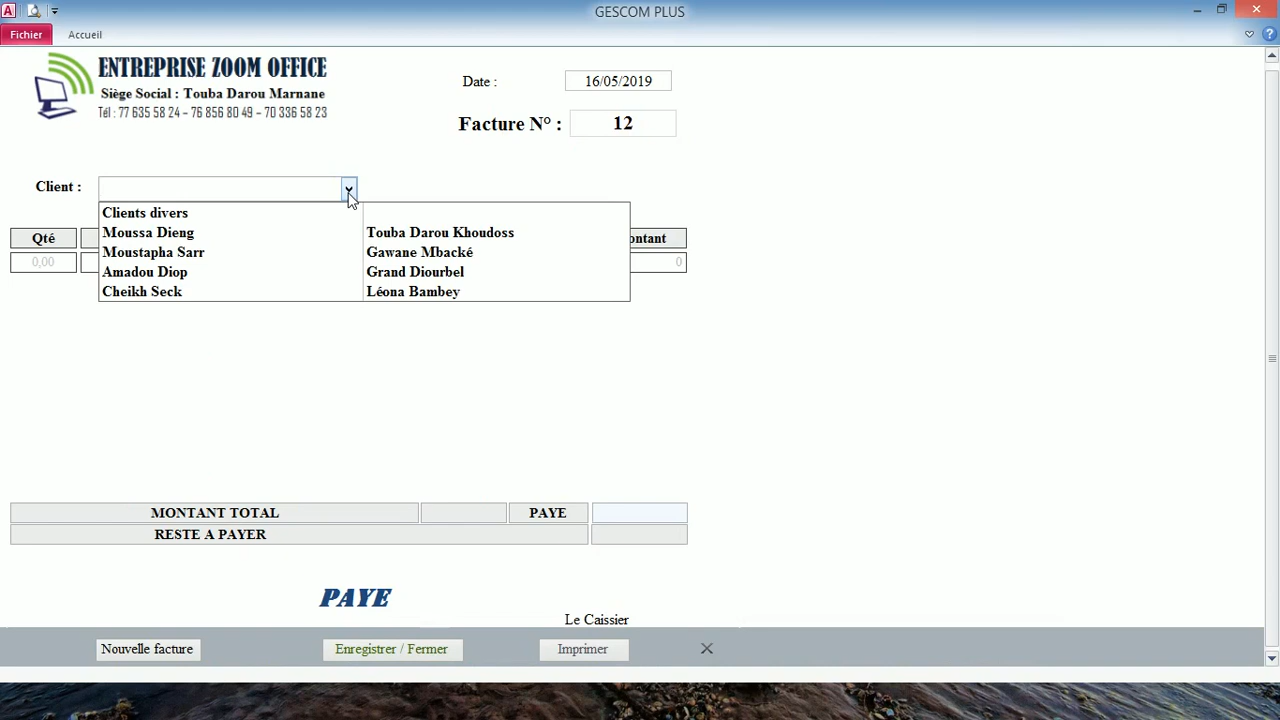 GESCOM PLUS
Fichier Accueil
ENTREPRISE ZOOM OFFICE
Siège Social : Touba Darou Marnane
Tél : 77 635 58 24 – 76 856 80 49 – 70 336 58 23
Date : 16/05/2019
Facture N° : 12
Client :
Clients divers
Moussa Dieng Touba Darou Khoudoss
Moustapha Sarr Gawane Mbacké
Amadou Diop Grand Diourbel
Cheikh Seck Léona Bambey
Qté ontant
0,00 0
MONTANT TOTAL PAYE
RESTE A PAYER
PAYE
Le Caissier
Nouvelle facture Enregistrer / Fermer Imprimer